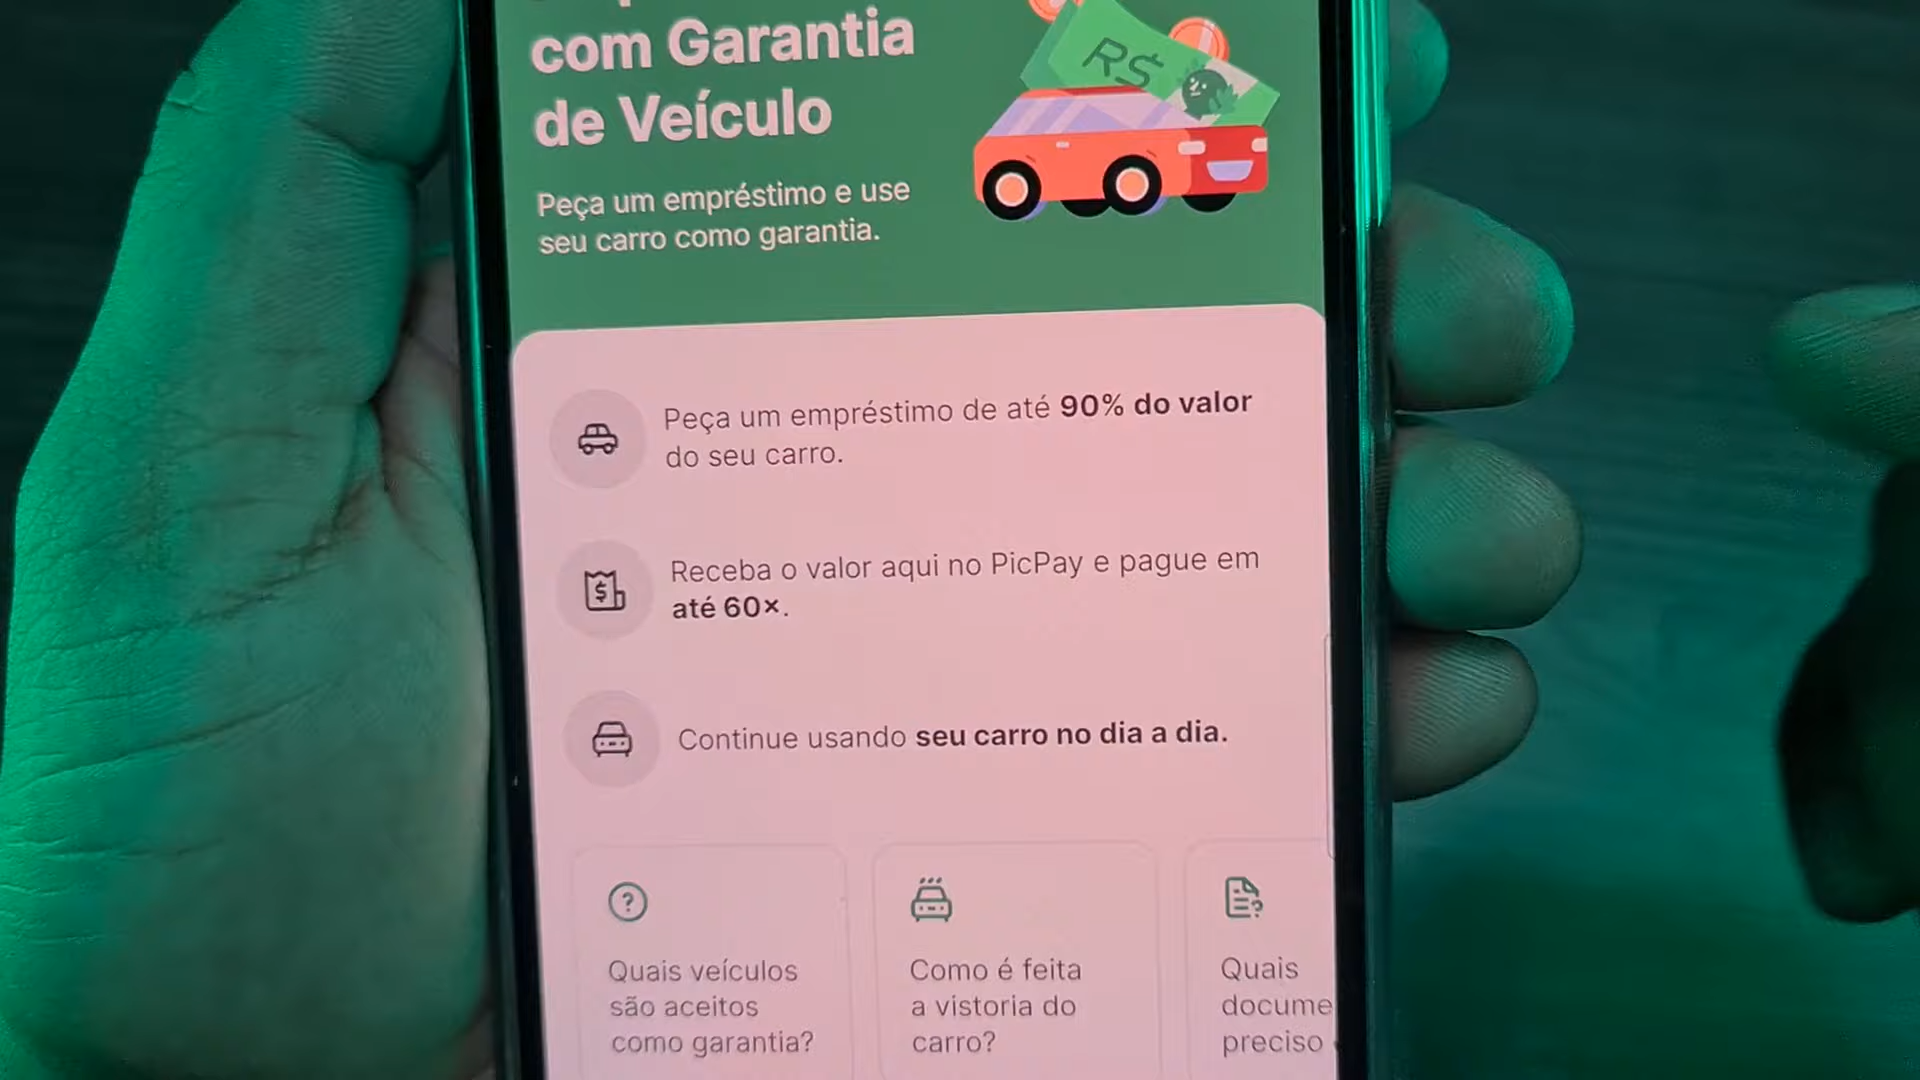 com Garantia
de Veículo
R$
Peça um empréstimo e use
seu carro como garantia.
Peça um empréstimo de até 90% do valor
do seu carro.
Receba o valor aqui no PicPay e pague em
até 60×.
Continue usando seu carro no dia a dia.
Quais veículos
são aceitos
como garantia?
Como é feita
a vistoria do
carro?
Quais
docume
preciso